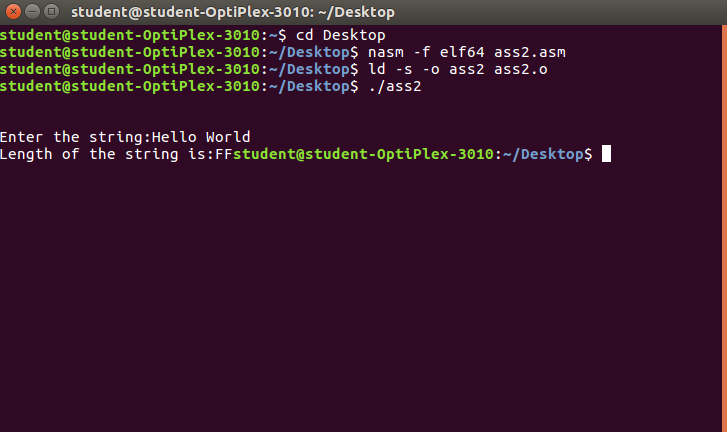 student@student-OptiPlex-3010: ~/Desktop
student@student-OptiPlex-3010:~$ cd Desktop
student@student-OptiPlex-3010:~/Desktop$ nasm -f elf64 ass2.asm
student@student-OptiPlex-3010:~/Desktop$ ld -s -o ass2 ass2.o
student@student-OptiPlex-3010:~/Desktop$ ./ass2
Enter the string:Hello World
Length of the string is:FFstudent@student-OptiPlex-3010:~/Desktop$